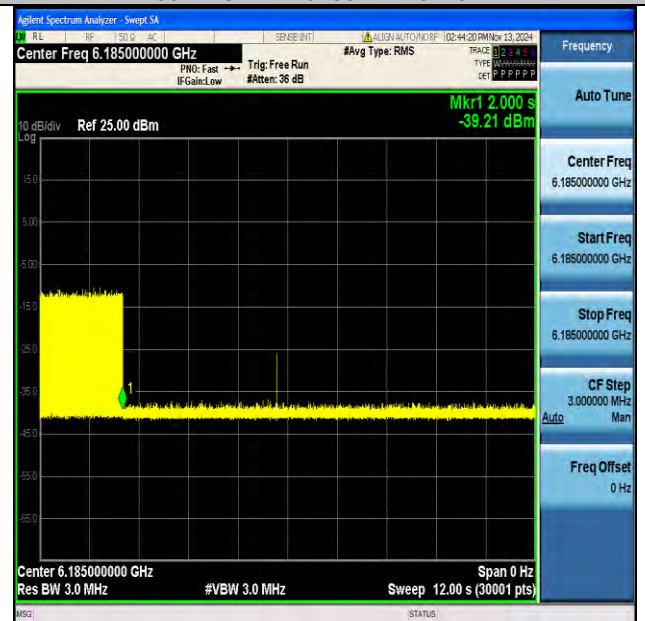 Agilent Spectrum Analyzer - Swept SA
RL RF 50 Ω AC SENSE:INT ALIGN AUTO/NO RF 02:44:20 PM Nov 13, 2024
Center Freq 6.185000000 GHz #Avg Type: RMS TRACE 1 2 3 4 5 6
PNO: Fast Trig: Free Run TYPE
IFGain:Low #Atten: 36 dB DET P P P P P P
Mkr1 2.000 s
10 dB/div Ref 25.00 dBm -39.21 dBm
Log
15.0
5.00
-5.00
-15.0
-25.0
-35.0
1
-45.0
-55.0
-65.0
Center 6.185000000 GHz Span 0 Hz
Res BW 3.0 MHz #VBW 3.0 MHz Sweep 12.00 s (30001 pts)
MSG STATUS
Frequency
Auto Tune
Center Freq
6.185000000 GHz
Start Freq
6.185000000 GHz
Stop Freq
6.185000000 GHz
CF Step
3.000000 MHz
Auto Man
Freq Offset
0 Hz